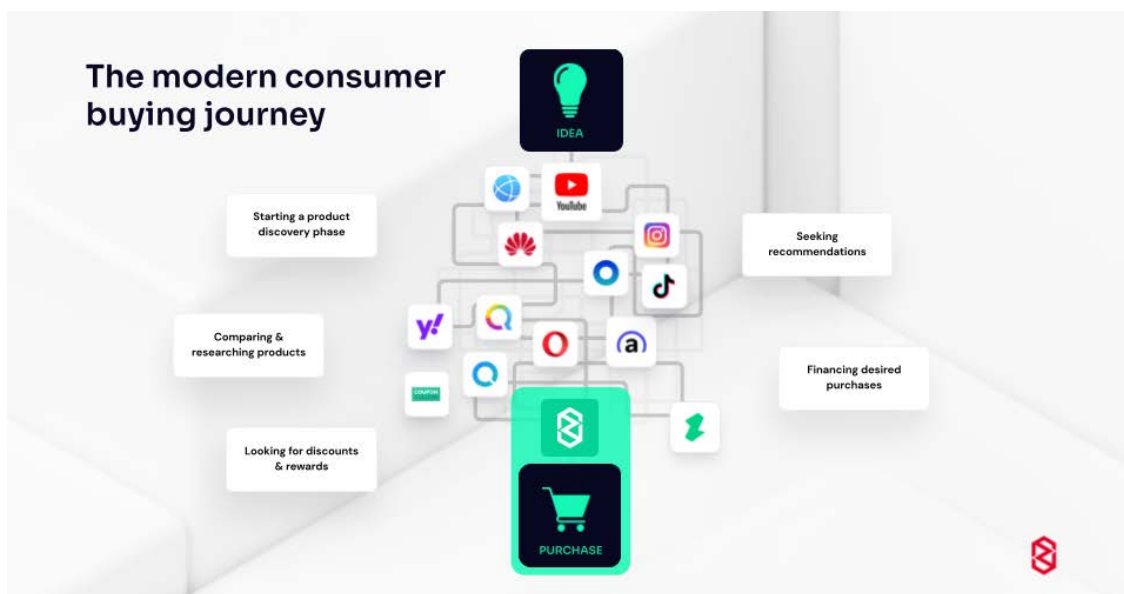 The modern consumer
buying journey
IDEA
YouTube
Starting a product
discovery phase
Seeking
recommendations
y!
a
Comparing &
researching products
Financing desired
purchases
COUPON
Looking for discounts
& rewards
PURCHASE